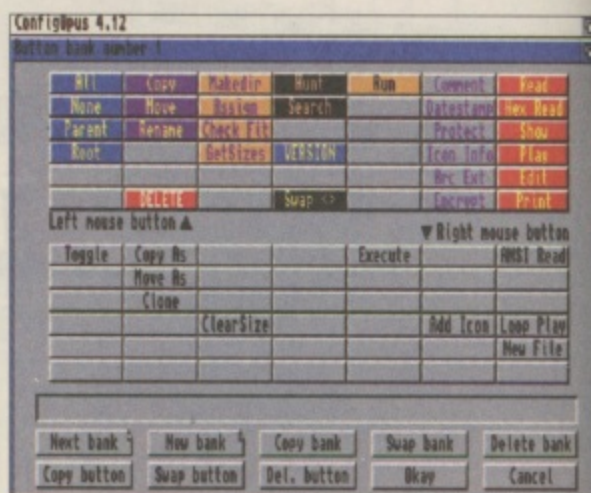 ConfigOpus 4.12
Button bank number 1
All Copy Makedir Hunt Run Comment Read
None Move Assign Search Datestamp Hex Read
Parent Rename Check Fit Protect Show
Root GetSizes VERSION Icon Info Play
Arc Ext Edit
DELETE Swap <> Encrypt Print
Left mouse button ▲
▼ Right mouse button
Toggle Copy As Execute ANSI Read
Move As
Clone
ClearSize Add Icon Loop Play
New File
Next bank New bank Copy bank Swap bank Delete bank
Copy button Swap button Del. button Okay Cancel